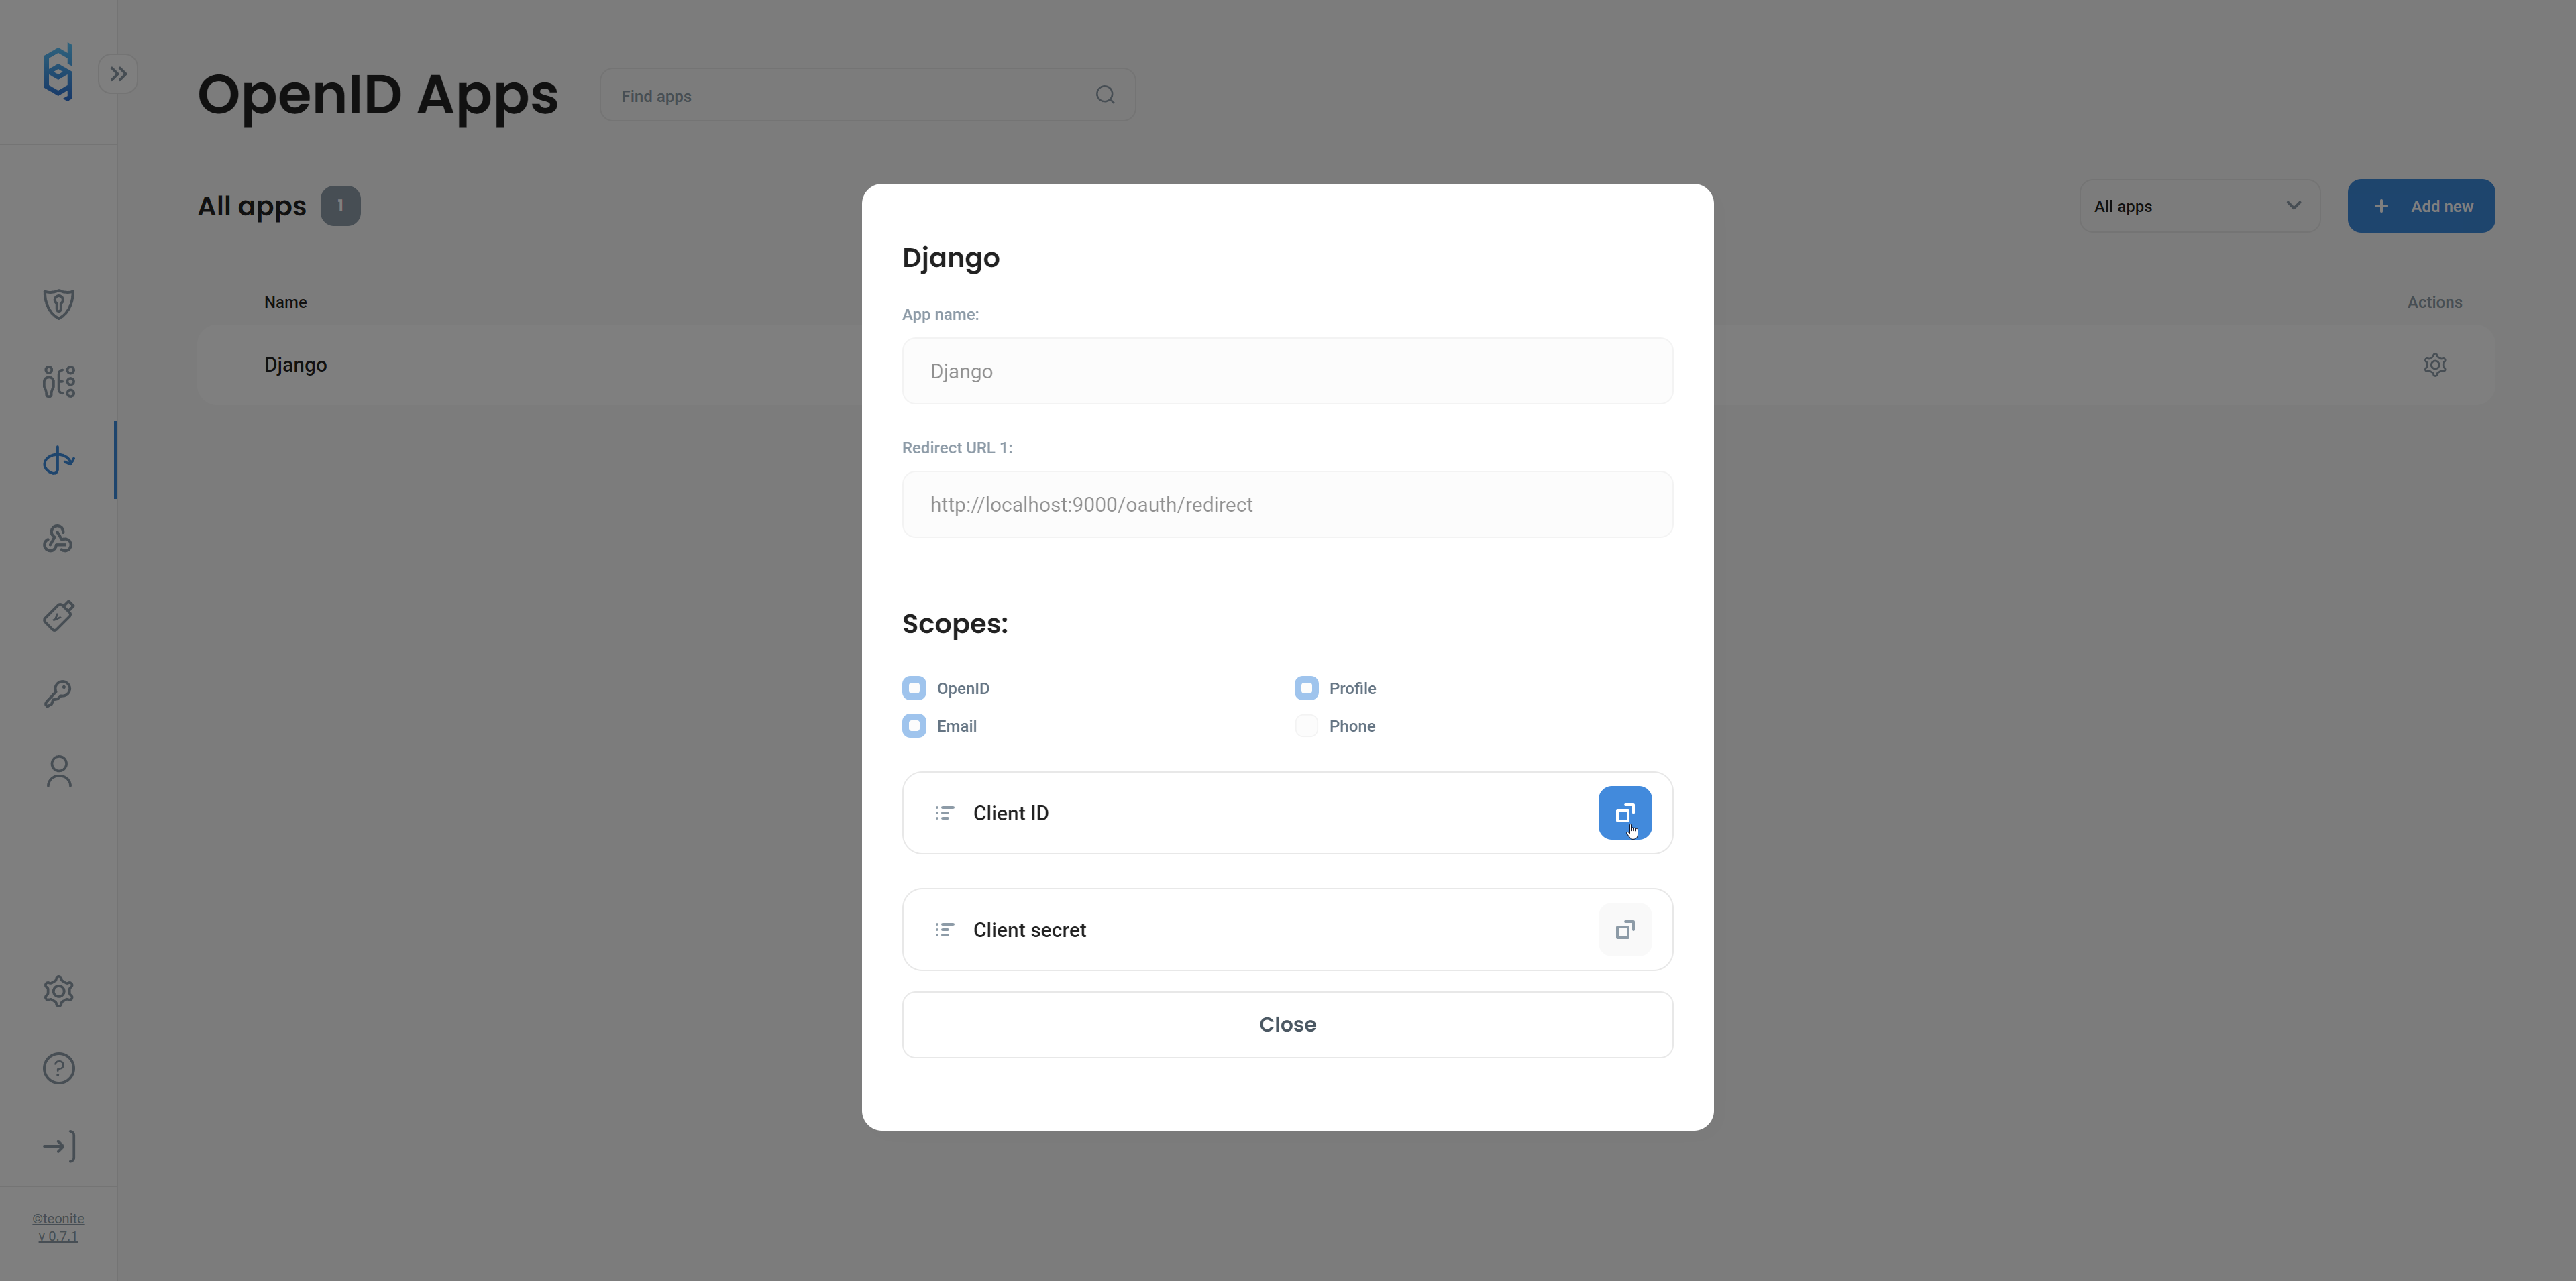 OpenID Apps
Find apps
All apps 1
All apps
+ Add new
Name
Actions
Django
Django
App name:
Django
Redirect URL 1:
http://localhost:9000/oauth/redirect
Scopes:
OpenID
Profile
Email
Phone
Client ID
Client secret
Close
©teonite
v 0.7.1